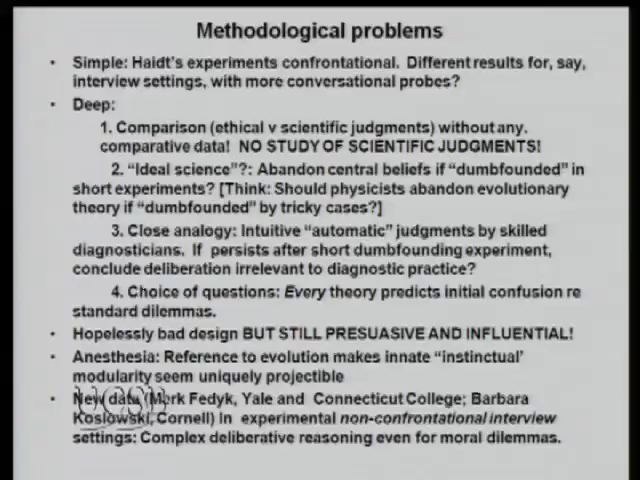 Methodological problems
• Simple: Haidt's experiments confrontational. Different results for, say,
interview settings, with more conversational probes?
• Deep:
1. Comparison (ethical v scientific judgments) without any.
comparative data! NO STUDY OF SCIENTIFIC JUDGMENTS!
2. "Ideal science"?: Abandon central beliefs if "dumbfounded" in
short experiments? [Think: Should physicists abandon evolutionary
theory if "dumbfounded" by tricky cases?]
3. Close analogy: Intuitive "automatic" judgments by skilled
diagnosticians. If persists after short dumbfounding experiment,
conclude deliberation irrelevant to diagnostic practice?
4. Choice of questions: Every theory predicts initial confusion re
standard dilemmas.
• Hopelessly bad design BUT STILL PRESUASIVE AND INFLUENTIAL!
• Anesthesia: Reference to evolution makes innate "instinctual'
modularity seem uniquely projectible
• New data (Merk Fedyk, Yale and Connecticut College; Barbara
Koslowski, Cornell) In experimental non-confrontational interview
settings: Complex deliberative reasoning even for moral dilemmas.
UCSB